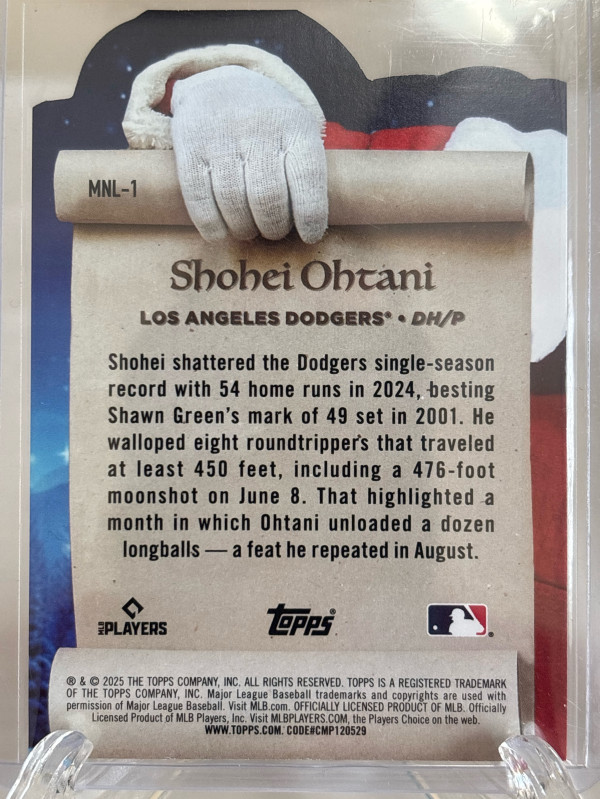 MNL-1
Shohei Ohtani
LOS ANGELES DODGERS® • DH/P
Shohei shattered the Dodgers single-season
record with 54 home runs in 2024, besting
Shawn Green's mark of 49 set in 2001. He
walloped eight roundtrippers that traveled
at least 450 feet, including a 476-foot
moonshot on June 8. That highlighted a
month in which Ohtani unloaded a dozen
longballs — a feat he repeated in August.
MLB PLAYERS
Topps®
® & © 2025 THE TOPPS COMPANY, INC. ALL RIGHTS RESERVED. TOPPS IS A REGISTERED TRADEMARK
OF THE TOPPS COMPANY, INC. Major League Baseball trademarks and copyrights are used with
permission of Major League Baseball. Visit MLB.com. OFFICIALLY LICENSED PRODUCT OF MLB. Officially
Licensed Product of MLB Players, Inc. Visit MLBPLAYERS.COM, the Players Choice on the web.
WWW.TOPPS.COM. CODE#CMP120529